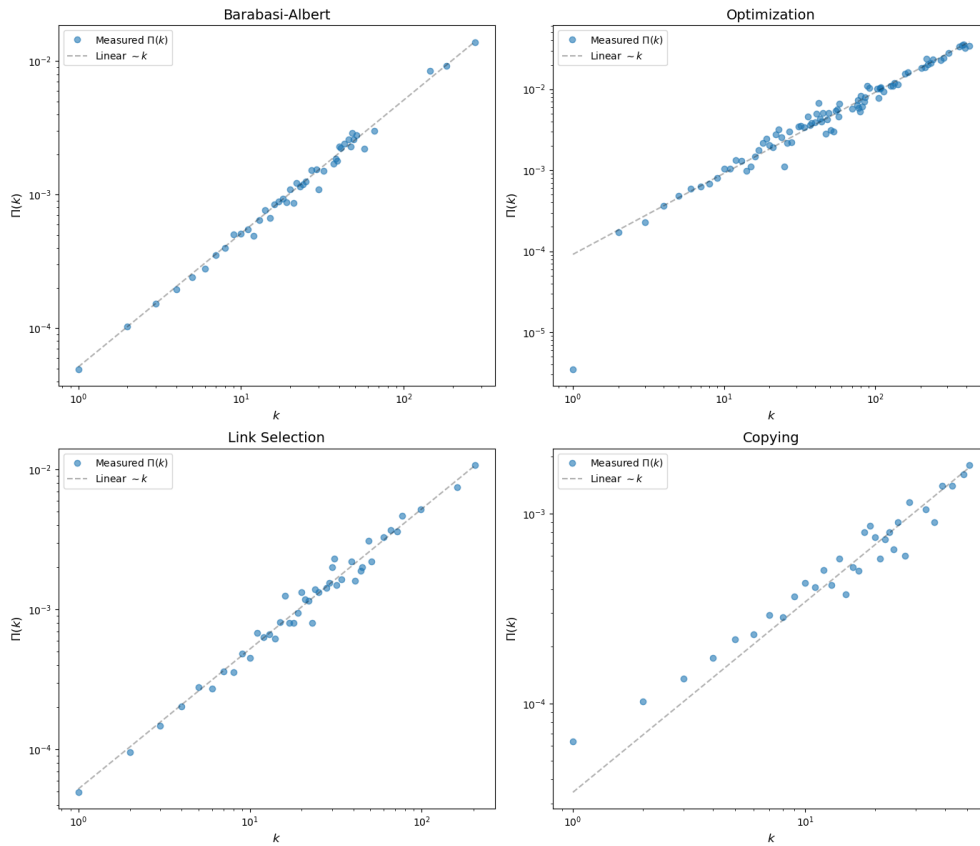 Barabasi-Albert
Measured Π(k)
Linear ~ k
Π(k)
10⁻²
10⁻³
10⁻⁴
10⁰
10¹
10²
k
Optimization
Measured Π(k)
Linear ~ k
Π(k)
10⁻²
10⁻³
10⁻⁴
10⁻⁵
10⁰
10¹
10²
k
Link Selection
Measured Π(k)
Linear ~ k
Π(k)
10⁻²
10⁻³
10⁻⁴
10⁰
10¹
10²
k
Copying
Measured Π(k)
Linear ~ k
Π(k)
10⁻³
10⁻⁴
10⁰
10¹
k